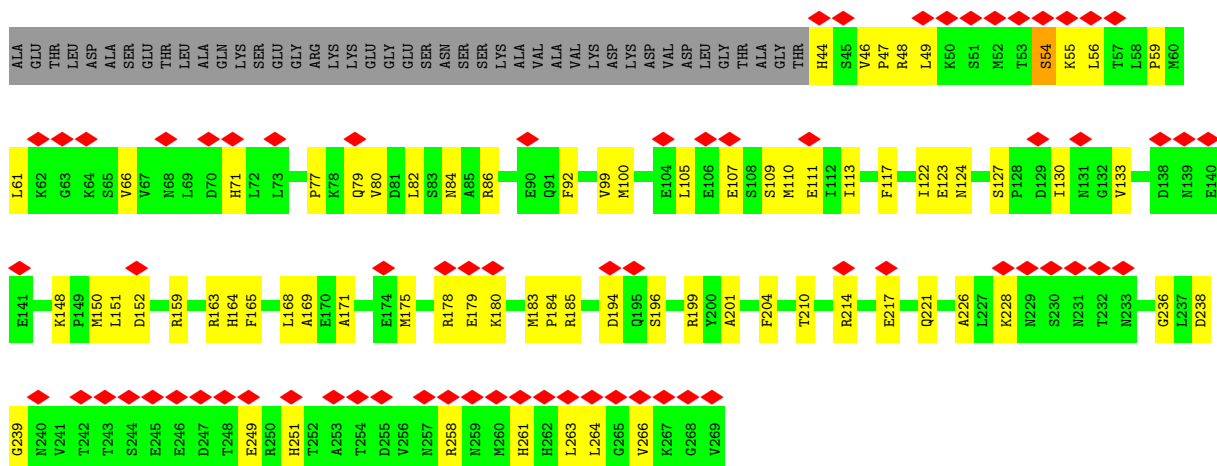 ALA GLU THR LEU ASP ALA SER GLU THR LEU ALA GLN LYS SER GLU GLY ARG LYS LYS GLU GLY GLU SER ASN SER SER LYS ALA VAL ALA VAL LYS ASP LYS ASP VAL ASP LEU GLY THR ALA GLY THR H44 S45 V46 P47 R48 L49 K50 S51 M52 T53 S54 K55 L56 T57 L58 P59 M60
L61 K62 G63 K64 S65 V66 V67 N68 L69 D70 H71 L72 L73 P77 K78 Q79 V80 D81 L82 S83 N84 A85 R86 E90 Q91 F92 V99 M100 E104 L105 E106 E107 S108 S109 M110 E111 I112 I113 F117 I122 E123 N124 S127 P128 D129 I130 N131 G132 V133 D138 N139 E140
E141 K148 P149 M150 L151 D152 R159 R163 H164 F165 L168 A169 E170 A171 E174 M175 R178 E179 K180 M183 P184 R185 D194 Q195 S196 R199 Y200 A201 F204 T210 R214 E217 Q221 A226 L227 K228 N229 S230 N231 T232 N233 G236 L237 D238
G239 N240 V241 T242 T243 S244 E245 E246 D247 T248 E249 R250 H251 T252 A253 T254 D255 V256 N257 R258 N259 M260 H261 H262 L263 L264 G265 V266 K267 G268 V269